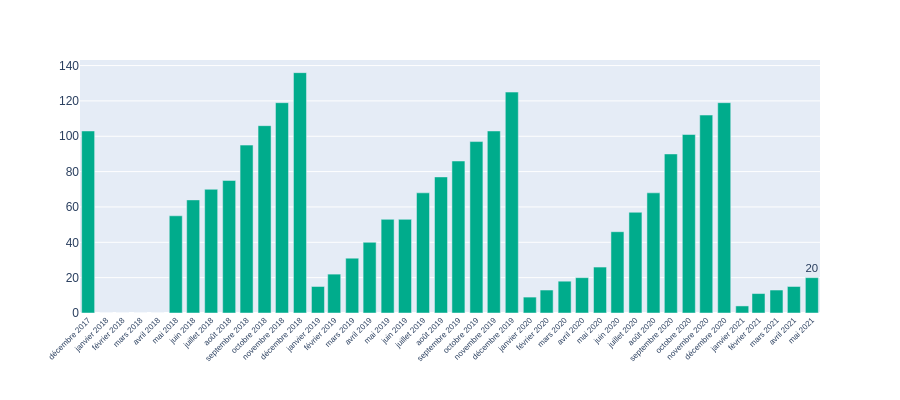 140
120
100
80
60
40
20
0
20
décembre 2017
janvier 2018
février 2018
mars 2018
avril 2018
mai 2018
juin 2018
juillet 2018
août 2018
septembre 2018
octobre 2018
novembre 2018
décembre 2018
janvier 2019
février 2019
mars 2019
avril 2019
mai 2019
juin 2019
juillet 2019
août 2019
septembre 2019
octobre 2019
novembre 2019
décembre 2019
janvier 2020
février 2020
mars 2020
avril 2020
mai 2020
juin 2020
juillet 2020
août 2020
septembre 2020
octobre 2020
novembre 2020
décembre 2020
janvier 2021
février 2021
mars 2021
avril 2021
mai 2021